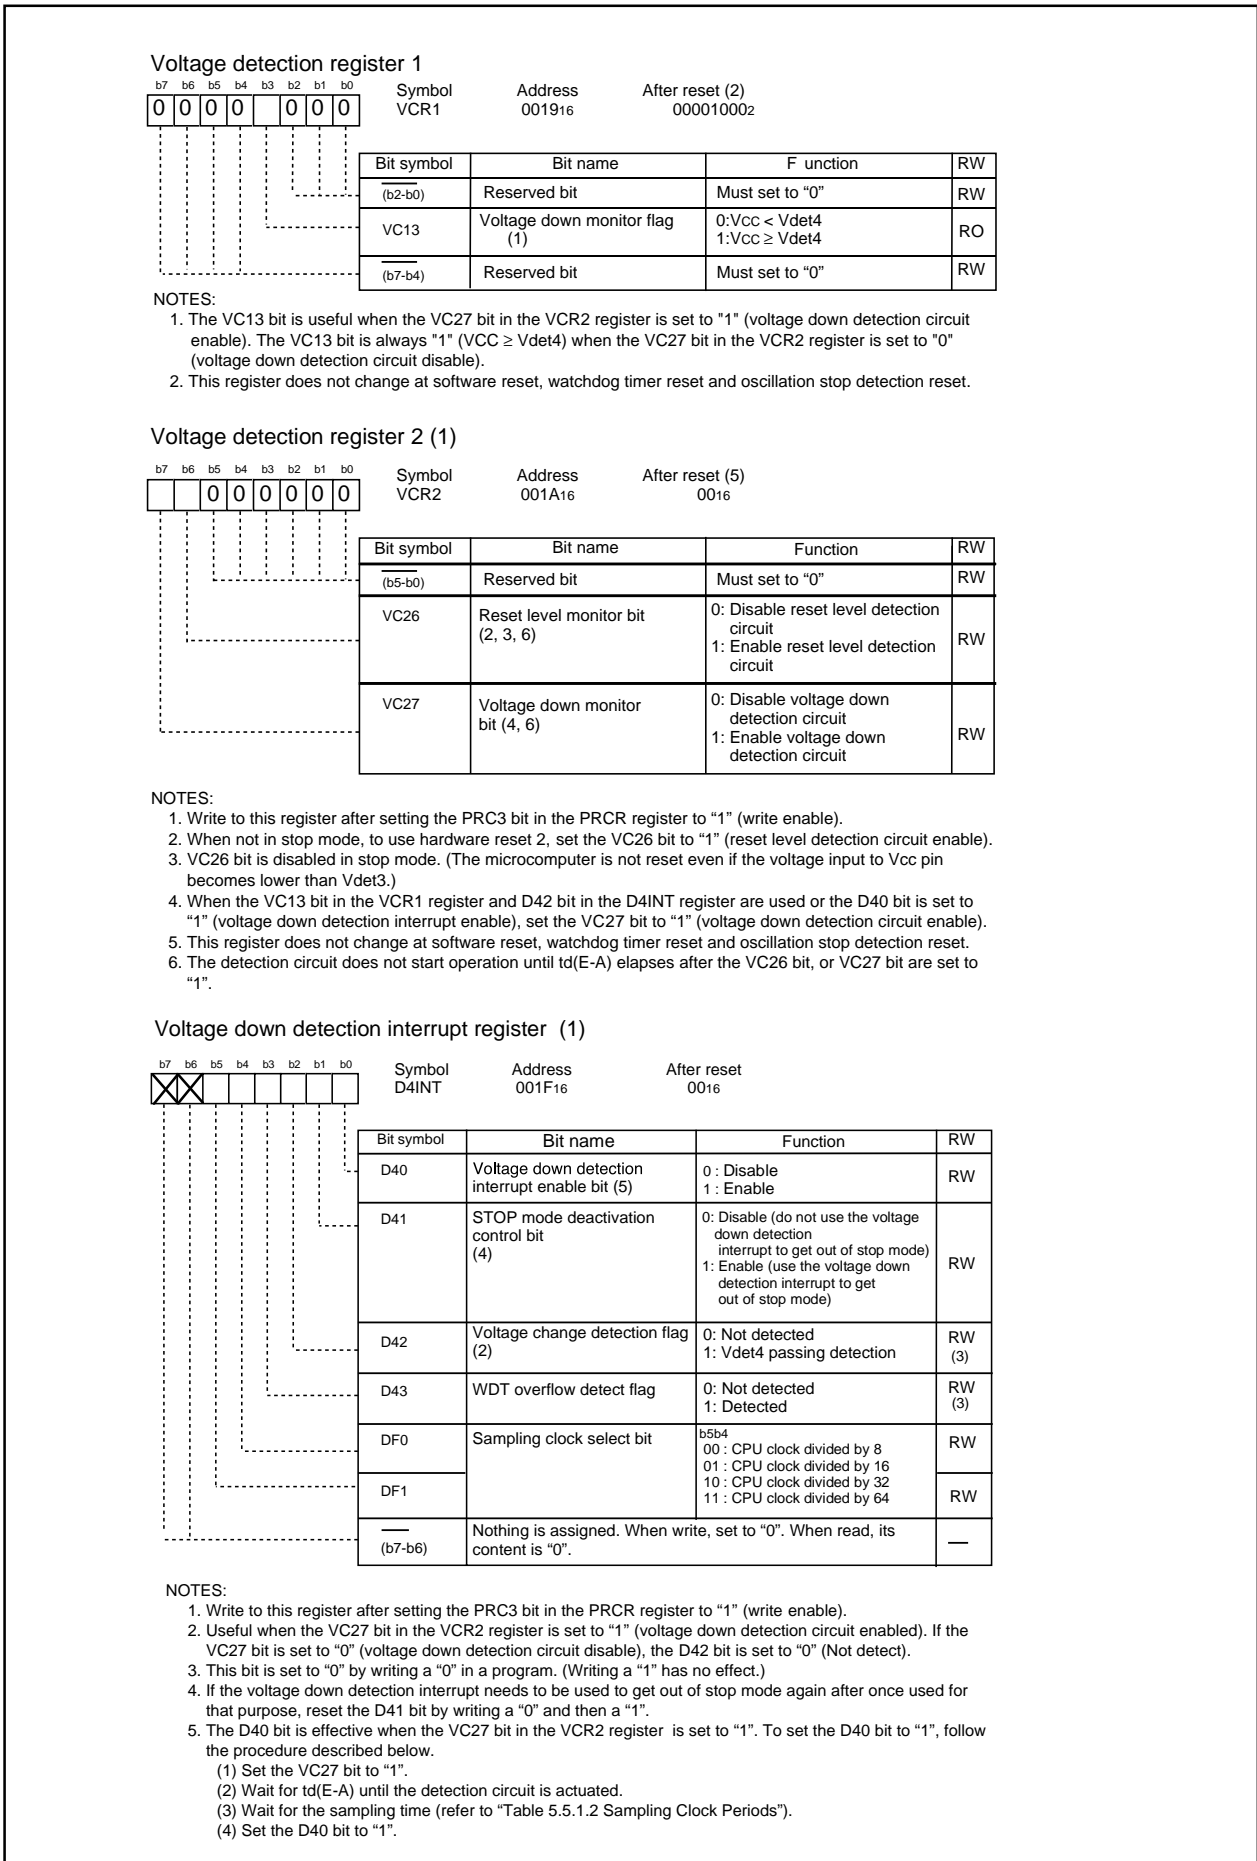 Voltage detection register 1
b7 b6 b5 b4 b3 b2 b1 b0
Symbol Address After reset (2)
0 0 0 0 0 0 0
VCR1 001916 000010002
Bit symbol Bit name F unction RW
(b2-b0) Reserved bit Must set to “0” RW
VC13 Voltage down monitor flag
(1)
0:VCC < Vdet4
1:VCC ≥ Vdet4
RO
(b7-b4) Reserved bit Must set to “0” RW
NOTES:
1. The VC13 bit is useful when the VC27 bit in the VCR2 register is set to "1" (voltage down detection circuit
enable). The VC13 bit is always "1" (VCC ≥ Vdet4) when the VC27 bit in the VCR2 register is set to "0"
(voltage down detection circuit disable).
2. This register does not change at software reset, watchdog timer reset and oscillation stop detection reset.
Voltage detection register 2 (1)
b7 b6 b5 b4 b3 b2 b1 b0
Symbol Address After reset (5)
0 0 0 0 0 0
VCR2 001A16 0016
Bit symbol Bit name Function RW
(b5-b0) Reserved bit Must set to “0” RW
VC26 Reset level monitor bit
(2, 3, 6)
0: Disable reset level detection
circuit
1: Enable reset level detection
circuit
RW
VC27 Voltage down monitor
bit (4, 6)
0: Disable voltage down
detection circuit
1: Enable voltage down
detection circuit
RW
NOTES:
1. Write to this register after setting the PRC3 bit in the PRCR register to “1” (write enable).
2. When not in stop mode, to use hardware reset 2, set the VC26 bit to “1” (reset level detection circuit enable).
3. VC26 bit is disabled in stop mode. (The microcomputer is not reset even if the voltage input to Vcc pin
becomes lower than Vdet3.)
4. When the VC13 bit in the VCR1 register and D42 bit in the D4INT register are used or the D40 bit is set to
“1” (voltage down detection interrupt enable), set the VC27 bit to “1” (voltage down detection circuit enable).
5. This register does not change at software reset, watchdog timer reset and oscillation stop detection reset.
6. The detection circuit does not start operation until td(E-A) elapses after the VC26 bit, or VC27 bit are set to
“1”.
Voltage down detection interrupt register (1)
b7 b6 b5 b4 b3 b2 b1 b0
Symbol Address After reset
D4INT 001F16 0016
Bit symbol Bit name Function RW
D40 Voltage down detection
interrupt enable bit (5)
0 : Disable
1 : Enable
RW
D41 STOP mode deactivation
control bit
(4)
0: Disable (do not use the voltage
down detection
interrupt to get out of stop mode)
1: Enable (use the voltage down
detection interrupt to get
out of stop mode)
RW
D42 Voltage change detection flag
(2)
0: Not detected
1: Vdet4 passing detection
RW
(3)
D43 WDT overflow detect flag
0: Not detected
1: Detected
RW
(3)
DF0 Sampling clock select bit
b5b4
00 : CPU clock divided by 8
01 : CPU clock divided by 16
10 : CPU clock divided by 32
11 : CPU clock divided by 64
RW
DF1 RW
(b7-b6) Nothing is assigned. When write, set to “0”. When read, its
content is “0”.
—
NOTES:
1. Write to this register after setting the PRC3 bit in the PRCR register to “1” (write enable).
2. Useful when the VC27 bit in the VCR2 register is set to “1” (voltage down detection circuit enabled). If the
VC27 bit is set to “0” (voltage down detection circuit disable), the D42 bit is set to “0” (Not detect).
3. This bit is set to “0” by writing a “0” in a program. (Writing a “1” has no effect.)
4. If the voltage down detection interrupt needs to be used to get out of stop mode again after once used for
that purpose, reset the D41 bit by writing a “0” and then a “1”.
5. The D40 bit is effective when the VC27 bit in the VCR2 register is set to “1”. To set the D40 bit to “1”, follow
the procedure described below.
(1) Set the VC27 bit to “1”.
(2) Wait for td(E-A) until the detection circuit is actuated.
(3) Wait for the sampling time (refer to “Table 5.5.1.2 Sampling Clock Periods”).
(4) Set the D40 bit to “1”.